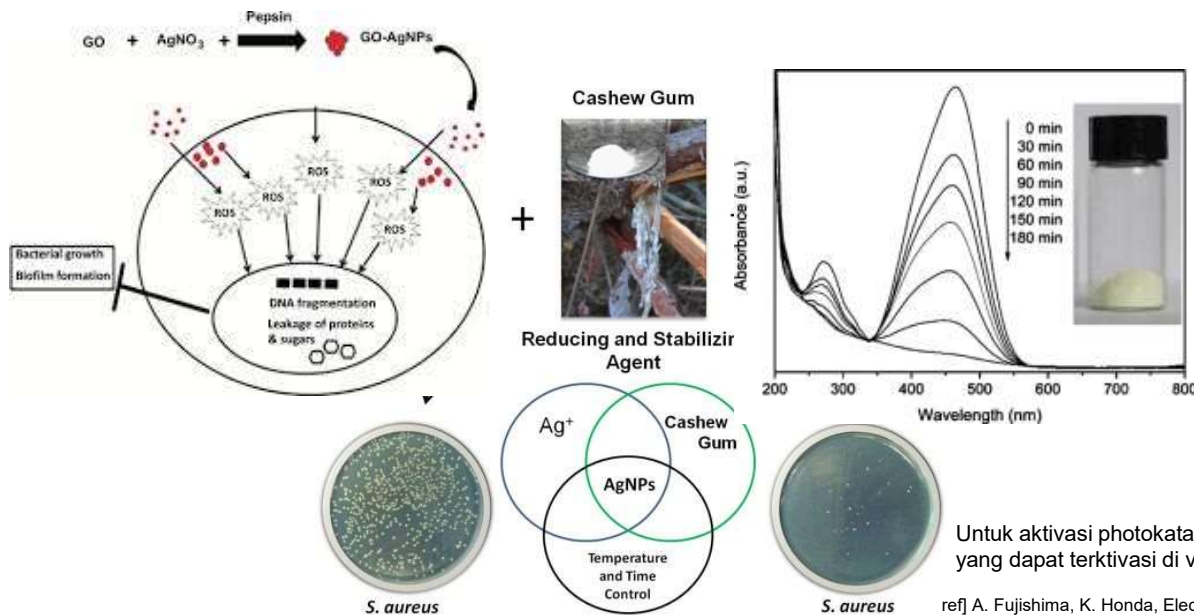 Pepsin
GO + AgNO₃ + GO-AgNPs
ROS
ROS
ROS
ROS
ROS
Bacterial growth
Biofilm formation
DNA fragmentation
Leakage of proteins
& sugars
Cashew Gum
+
Reducing and Stabilizin
Agent
Ag⁺
Cashew
Gum
AgNPs
Temperature
and Time
Control
S. aureus
S. aureus
Absorbance (a.u.)
0 min
30 min
60 min
90 min
120 min
150 min
180 min
200 300 400 500 600 700 800
Wavelength (nm)
Untuk aktivasi photokata
yang dapat terktivasi di v
ref] A. Fujishima, K. Honda, Elec